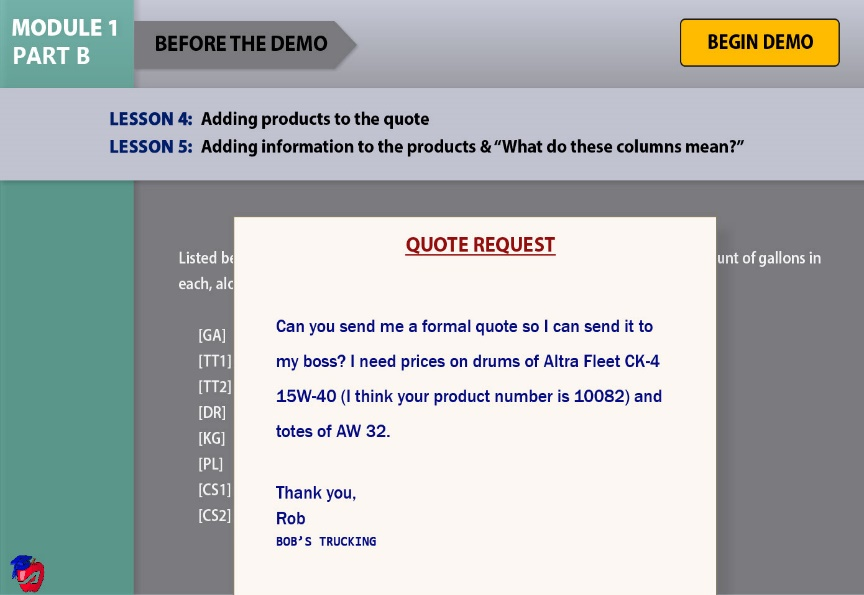 MODULE 1
PART B
BEFORE THE DEMO
BEGIN DEMO
LESSON 4: Adding products to the quote
LESSON 5: Adding information to the products & “What do these columns mean?”
Listed be
unt of gallons in
each, alo
[GA]
[TT1]
[TT2]
[DR]
[KG]
[PL]
[CS1]
[CS2]
QUOTE REQUEST
Can you send me a formal quote so I can send it to
my boss? I need prices on drums of Altra Fleet CK-4
15W-40 (I think your product number is 10082) and
totes of AW 32.
Thank you,
Rob
BOB’S TRUCKING